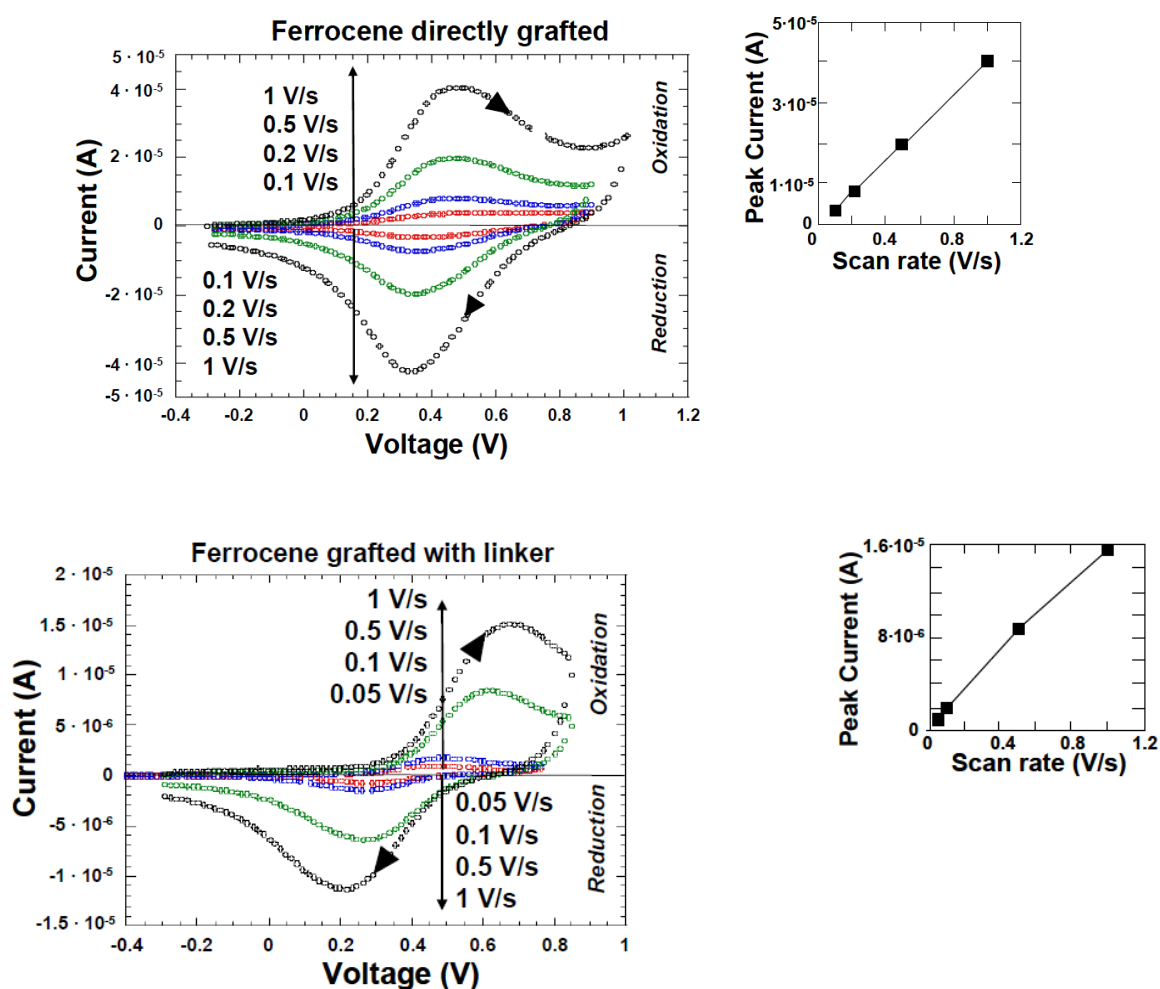 Ferrocene directly grafted
Current (A)
5 · 10⁻⁵
4 · 10⁻⁵
2 · 10⁻⁵
0
-2 · 10⁻⁵
-4 · 10⁻⁵
-5 · 10⁻⁵
1 V/s
0.5 V/s
0.2 V/s
0.1 V/s
0.1 V/s
0.2 V/s
0.5 V/s
1 V/s
Oxidation
Reduction
-0.4 -0.2 0 0.2 0.4 0.6 0.8 1 1.2
Voltage (V)
Peak Current (A)
5·10⁻⁵
3·10⁻⁵
1·10⁻⁵
0
0 0.4 0.8 1.2
Scan rate (V/s)
Ferrocene grafted with linker
Current (A)
2 · 10⁻⁵
1.5 · 10⁻⁵
1 · 10⁻⁵
5 · 10⁻⁶
0
-5 · 10⁻⁶
-1 · 10⁻⁵
-1.5 · 10⁻⁵
1 V/s
0.5 V/s
0.1 V/s
0.05 V/s
0.05 V/s
0.1 V/s
0.5 V/s
1 V/s
Oxidation
Reduction
-0.4 -0.2 0 0.2 0.4 0.6 0.8 1
Voltage (V)
Peak Current (A)
1.6·10⁻⁵
8·10⁻⁶
0
0 0.4 0.8 1.2
Scan rate (V/s)